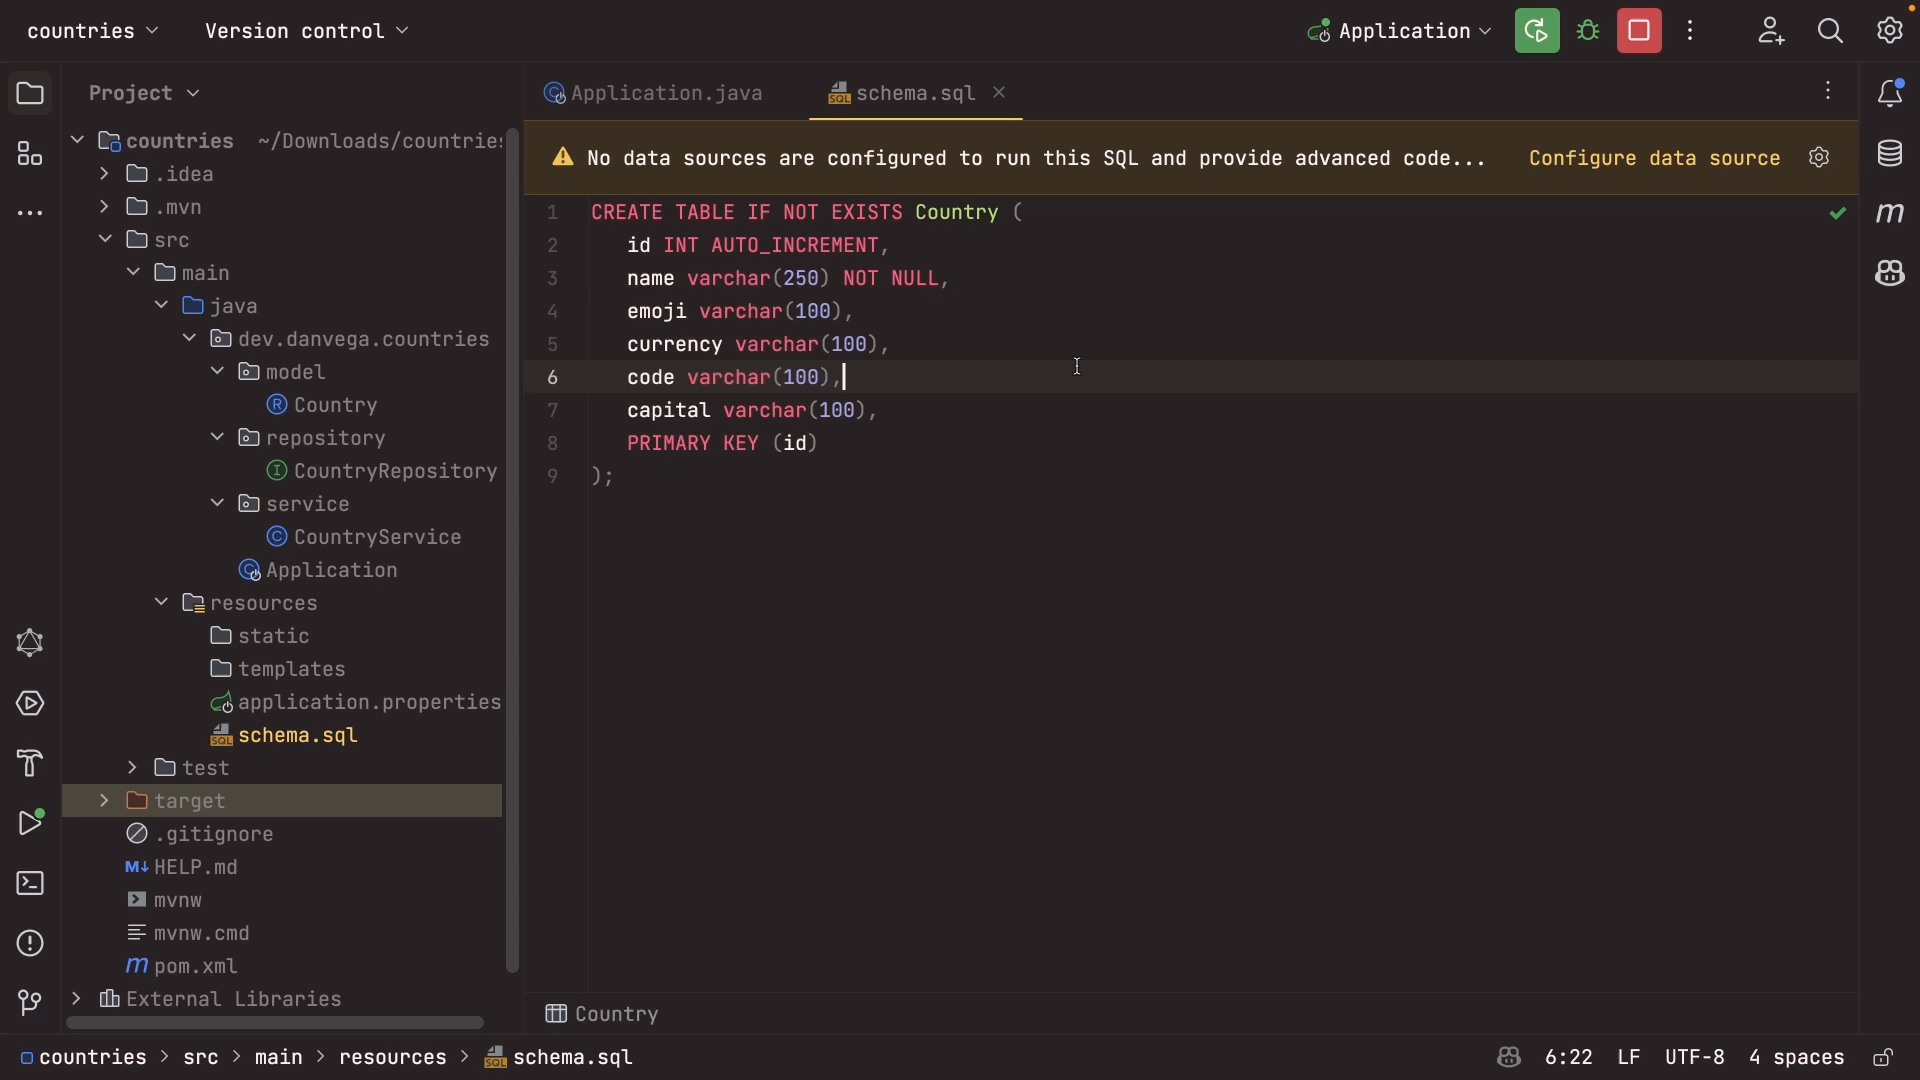 countries
Version control
Application
Project
Application.java
schema.sql
countries ~/Downloads/countries
No data sources are configured to run this SQL and provide advanced code...
Configure data source
.idea
.mvn
src
main
java
dev.danvega.countries
model
Country
repository
CountryRepository
service
CountryService
Application
resources
static
templates
application.properties
schema.sql
test
target
.gitignore
HELP.md
mvnw
mvnw.cmd
pom.xml
External Libraries
1 CREATE TABLE IF NOT EXISTS Country (
2 id INT AUTO_INCREMENT,
3 name varchar(250) NOT NULL,
4 emoji varchar(100),
5 currency varchar(100),
6 code varchar(100),
7 capital varchar(100),
8 PRIMARY KEY (id)
9 );
Country
countries > src > main > resources > schema.sql
6:22 LF UTF-8 4 spaces